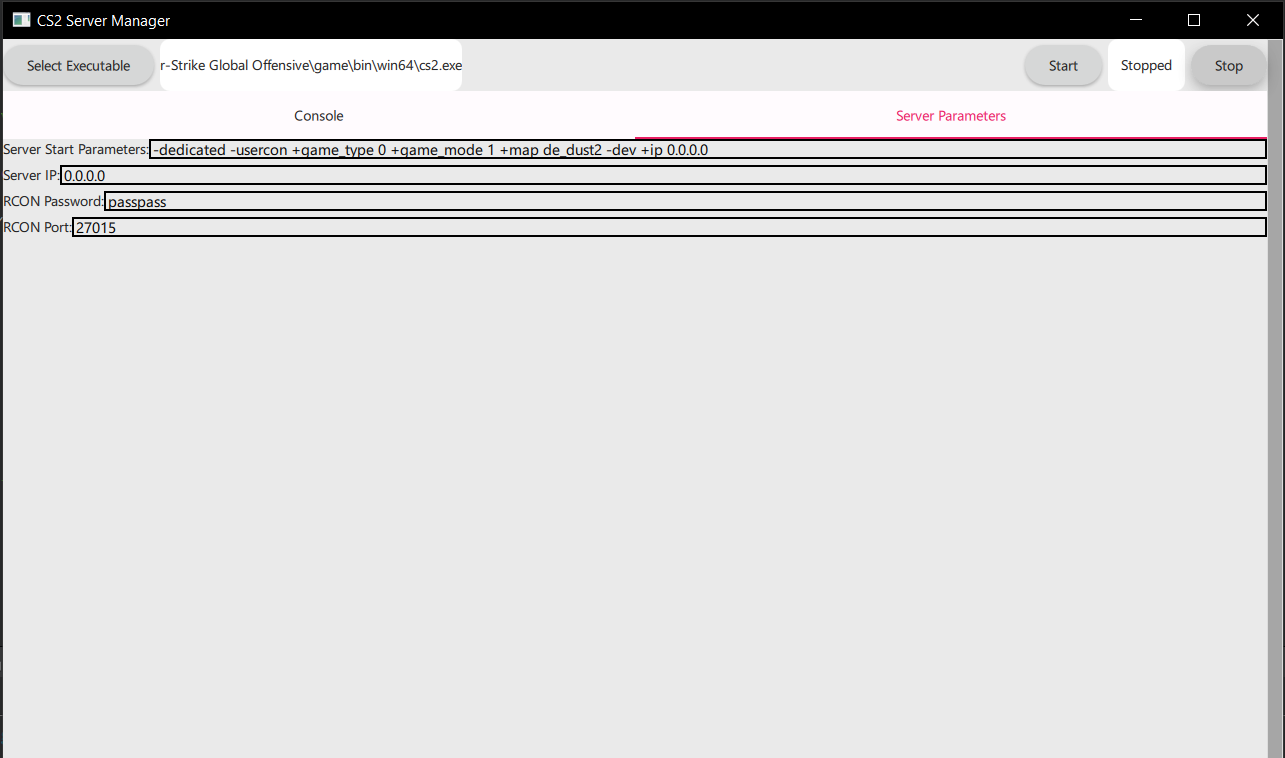 CS2 Server Manager
Select Executable r-Strike Global Offensive\game\bin\win64\cs2.exe Start Stopped Stop
Console Server Parameters
Server Start Parameters: -dedicated -usercon +game_type 0 +game_mode 1 +map de_dust2 -dev +ip 0.0.0.0
Server IP: 0.0.0.0
RCON Password: passpass
RCON Port: 27015